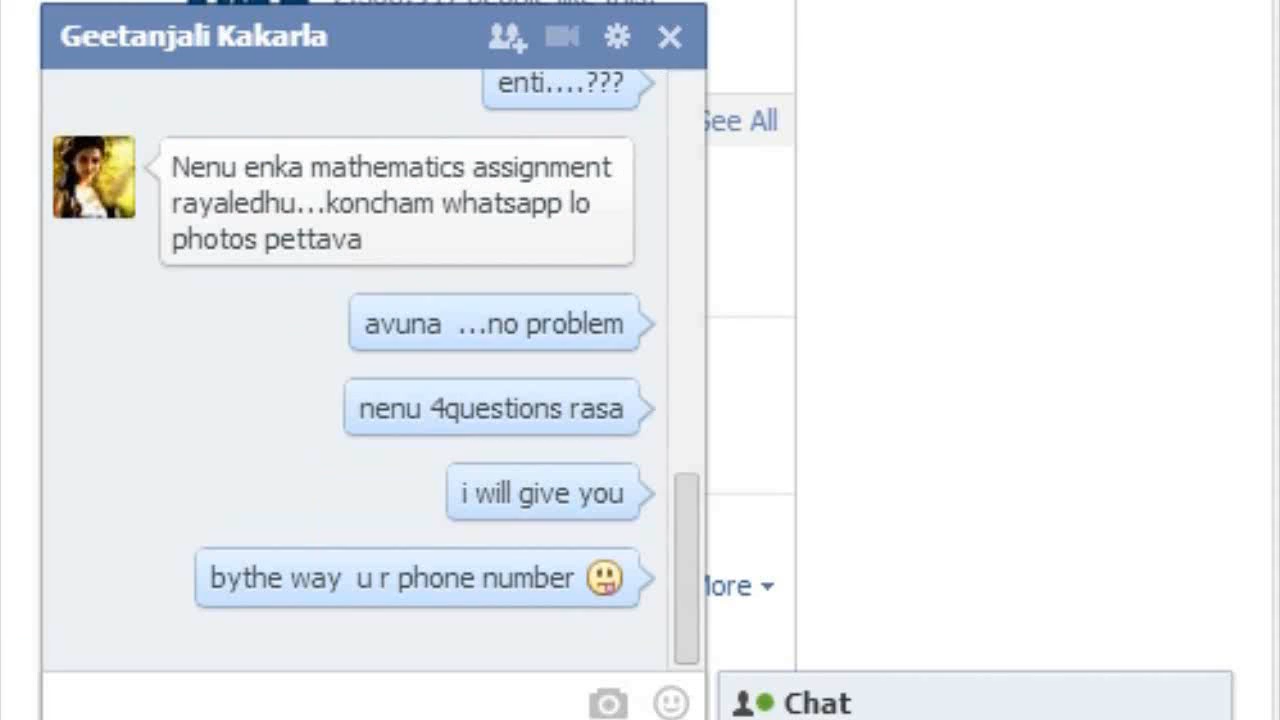 Geetanjali Kakarla
enti....???
See All
Nenu enka mathematics assignment
rayaledhu...koncham whatsapp lo
photos pettava
avuna ...no problem
nenu 4questions rasa
i will give you
bythe way u r phone number
More
Chat